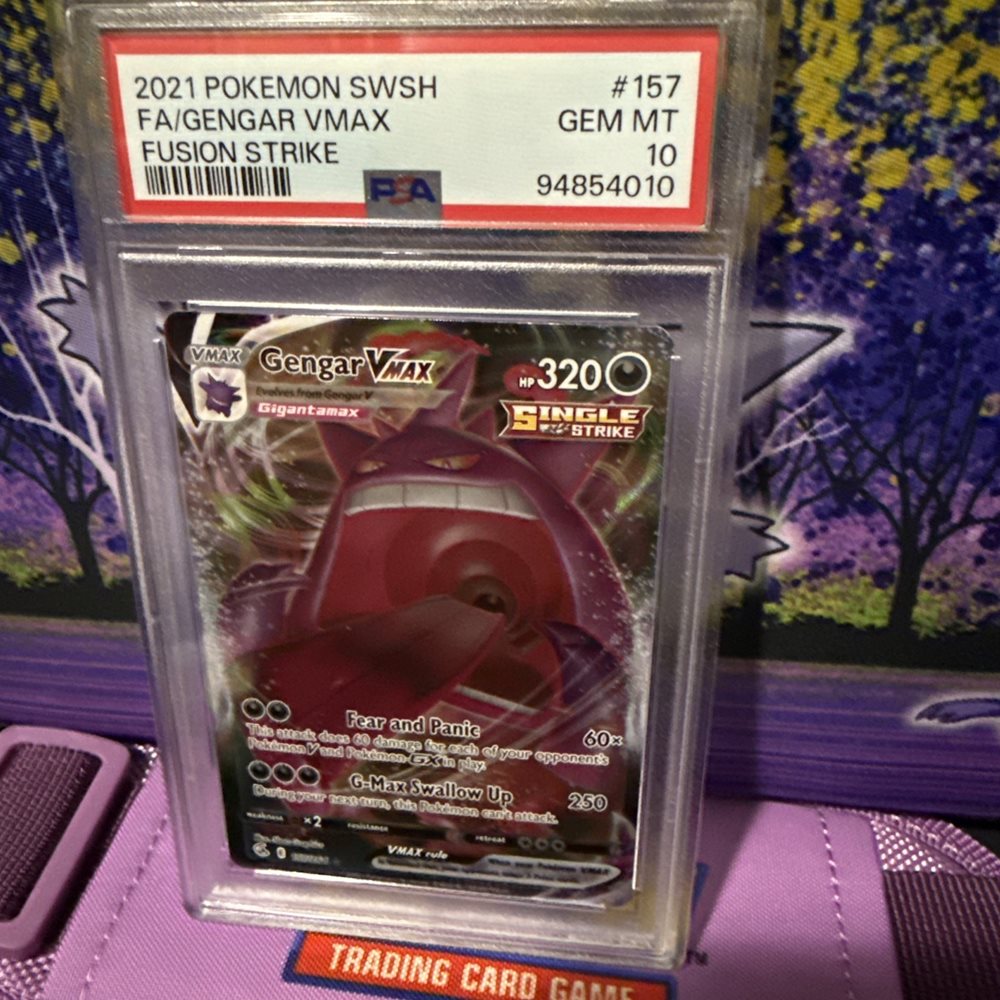 2021 POKEMON SWSH #157
FA/GENGAR VMAX GEM MT
FUSION STRIKE 10
PSA 94854010
VMAX Gengar VMAX HP 320
Evolves from Gengar V
Gigantamax
SINGLE
STRIKE
Fear and Panic 60x
This attack does 60 damage for each of your opponent's
Pokémon V and Pokémon GX in play.
G-Max Swallow Up 250
During your next turn, this Pokémon can't attack.
weakness x2 resistance retreat
VMAX rule
TRADING CARD GAME